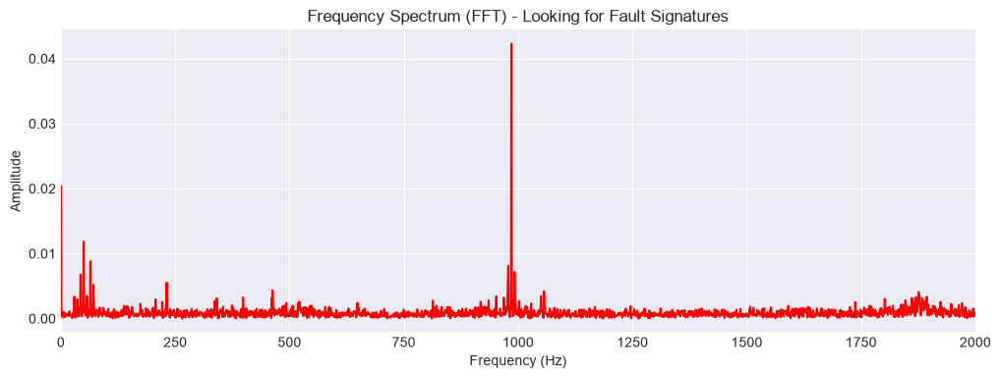 Frequency Spectrum (FFT) - Looking for Fault Signatures
Amplitude
0.04
0.03
0.02
0.01
0.00
0 250 500 750 1000 1250 1500 1750 2000
Frequency (Hz)